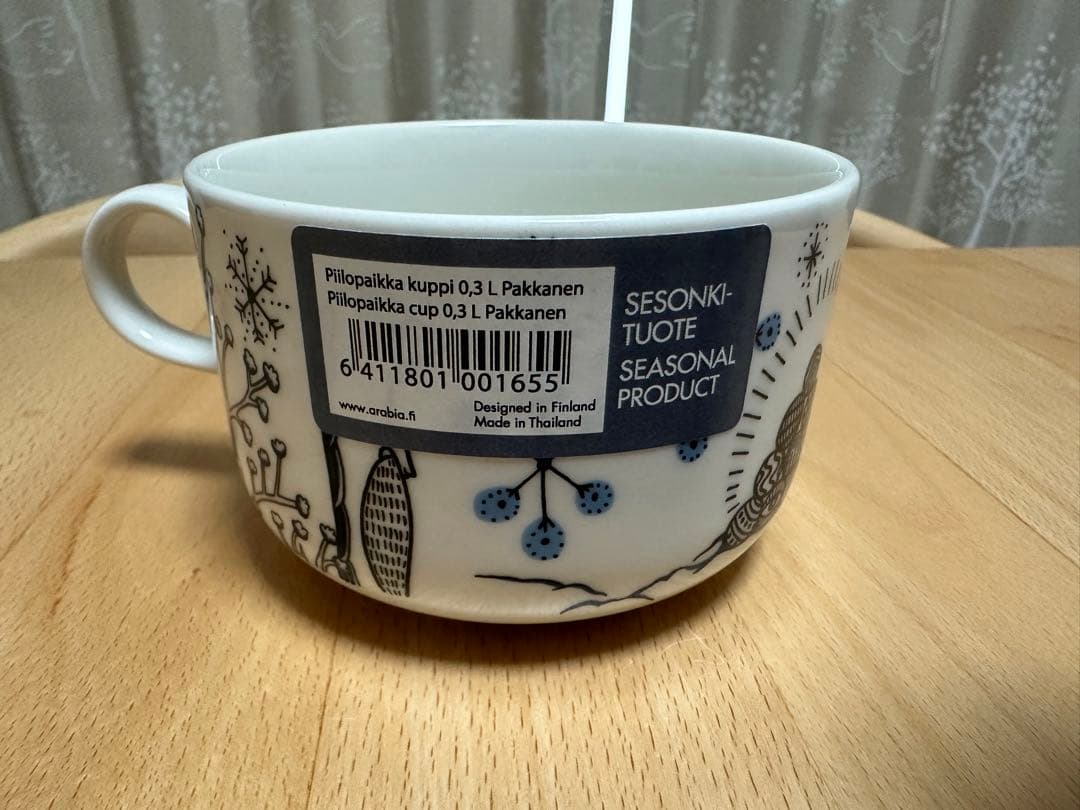 Piilopaikka kuppi 0,3 L Pakkanen
Piilopaikka cup 0,3 L Pakkanen
6 411801 001655
www.arabia.fi
Designed in Finland
Made in Thailand
SESONKI-
TUOTE
SEASONAL
PRODUCT